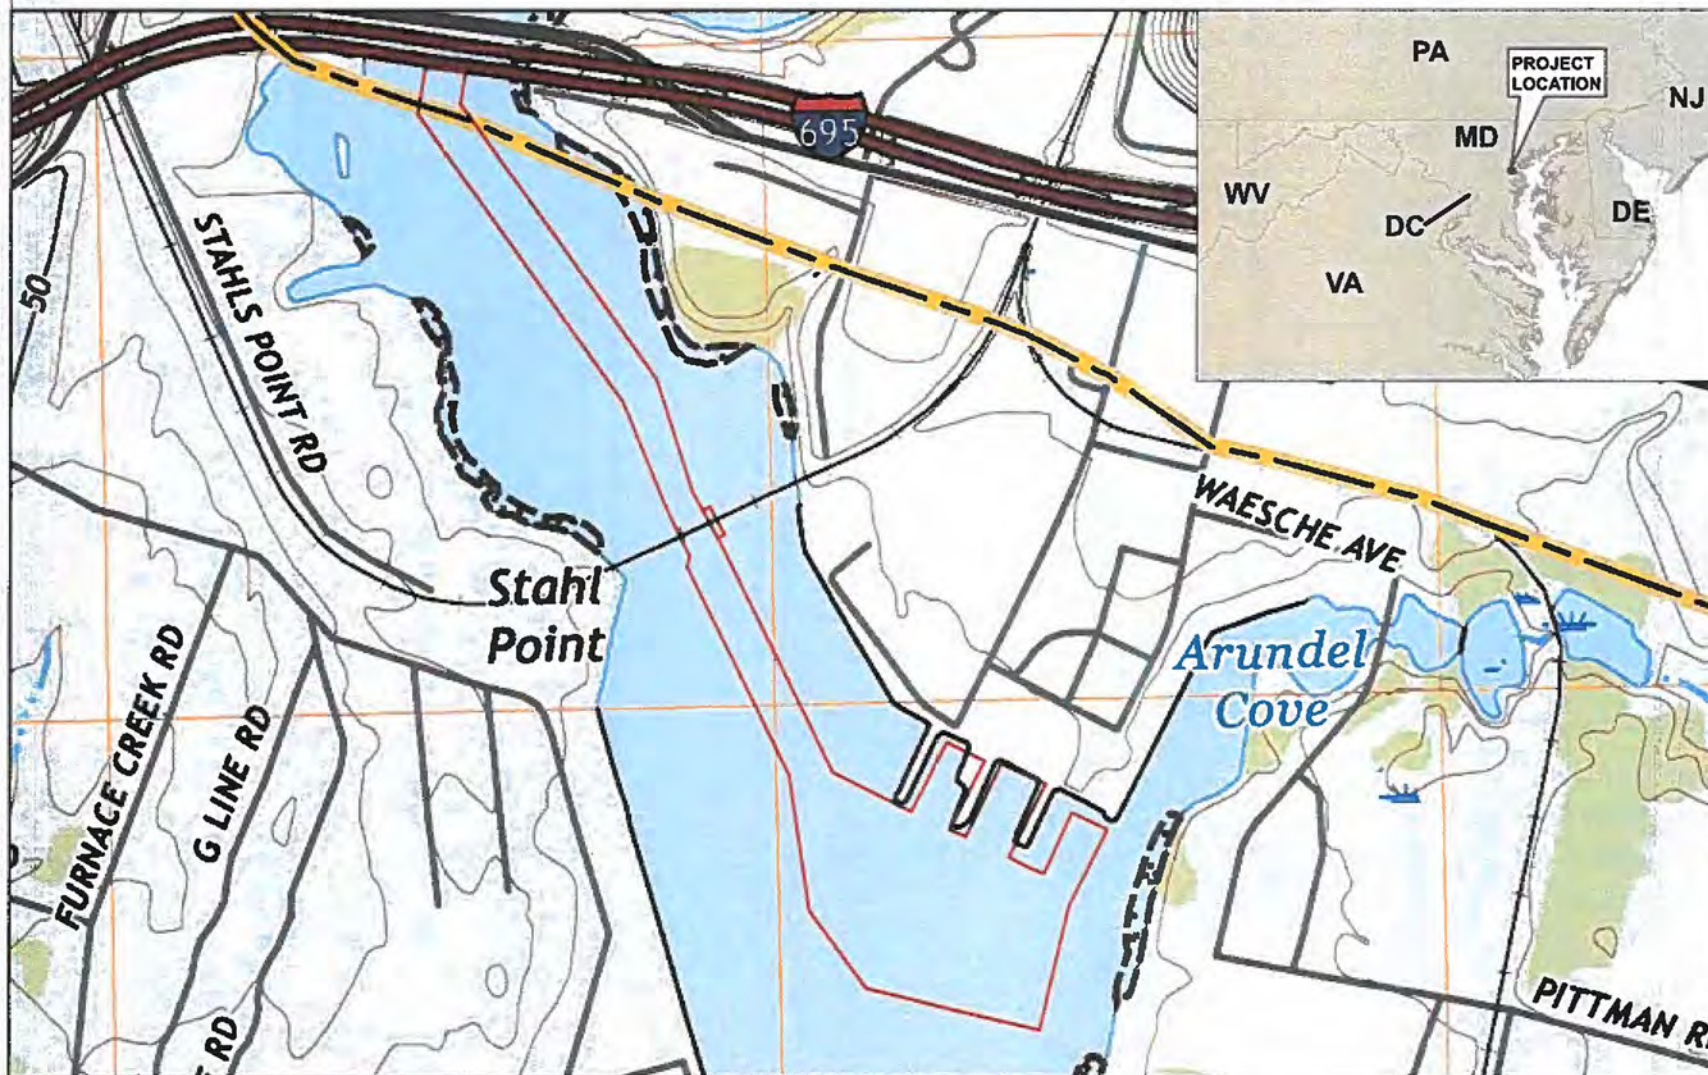 695
PA
PROJECT
LOCATION
NJ
MD
WV
DC
DE
VA
50
STAHLS POINT RD
WAESCHE AVE
Stahl
Point
Arundel
Cove
FURNACE CREEK RD
G LINE RD
RD
PITTMAN